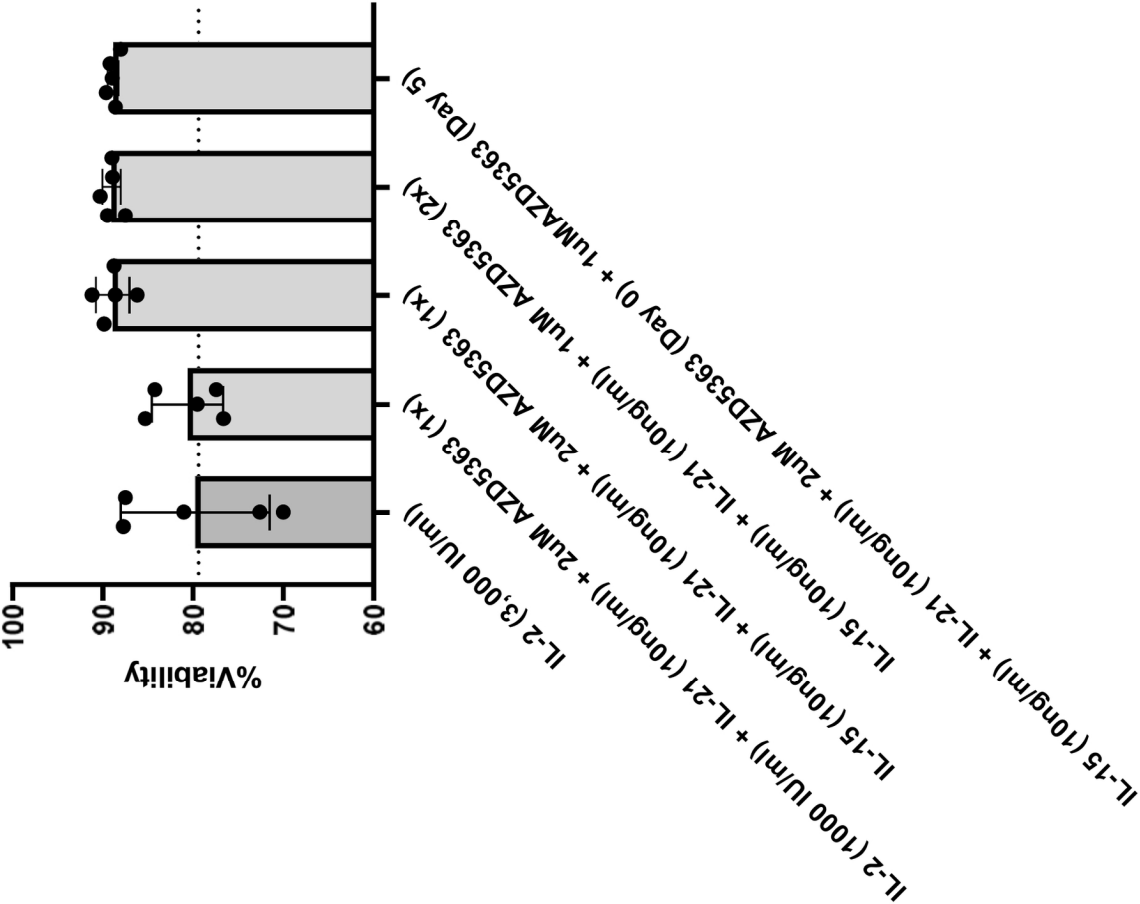 %Viability
100
90
80
70
60
IL-2 (3,000 IU/ml)
IL-2 (1000 IU/ml) + IL-21 (10ng/ml) + 2uM AZD5363 (1x)
IL-15 (10ng/ml) + IL-21 (10ng/ml) + 2uM AZD5363 (1x)
IL-15 (10ng/ml) + IL-21 (10ng/ml) + 1uM AZD5363 (2x)
IL-15 (10ng/ml) + IL-21 (10ng/ml) + 2uM AZD5363 (Day 0) + 1uMAZD5363 (Day 5)